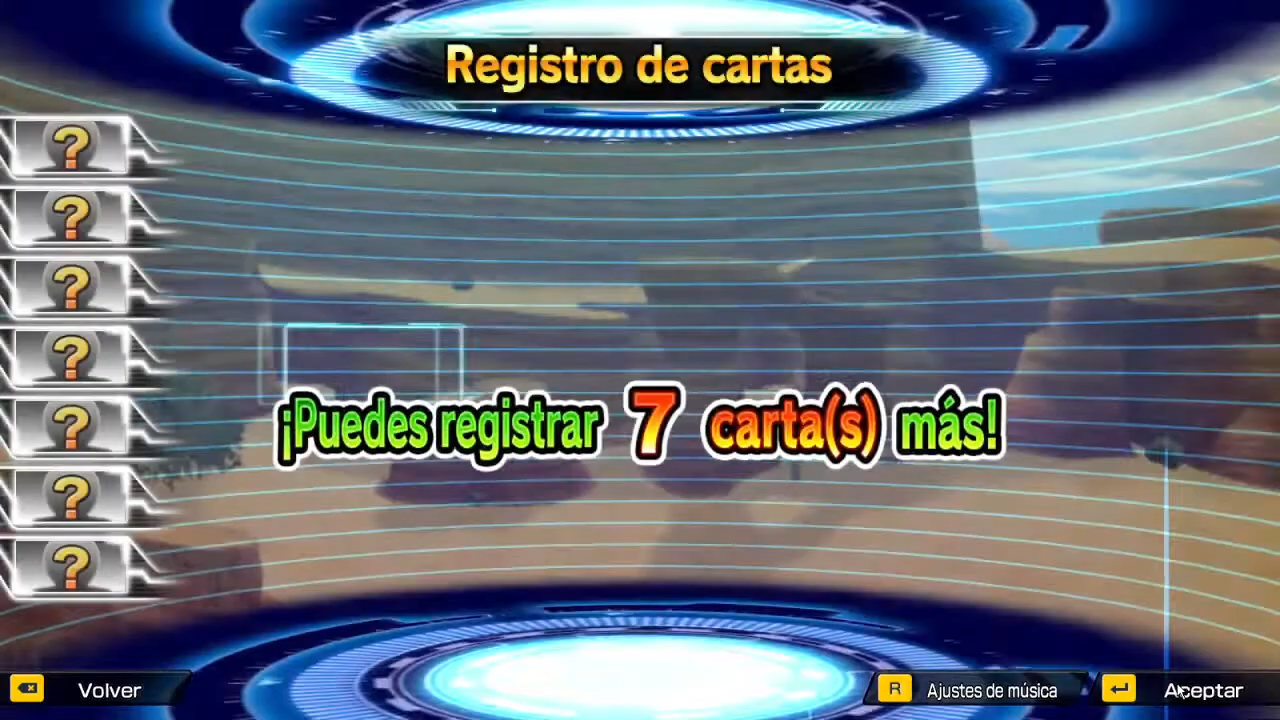 Registro de cartas
?
?
?
?
?
?
?
¡Puedes registrar 7 carta(s) más!
Volver
R Ajustes de música
Aceptar